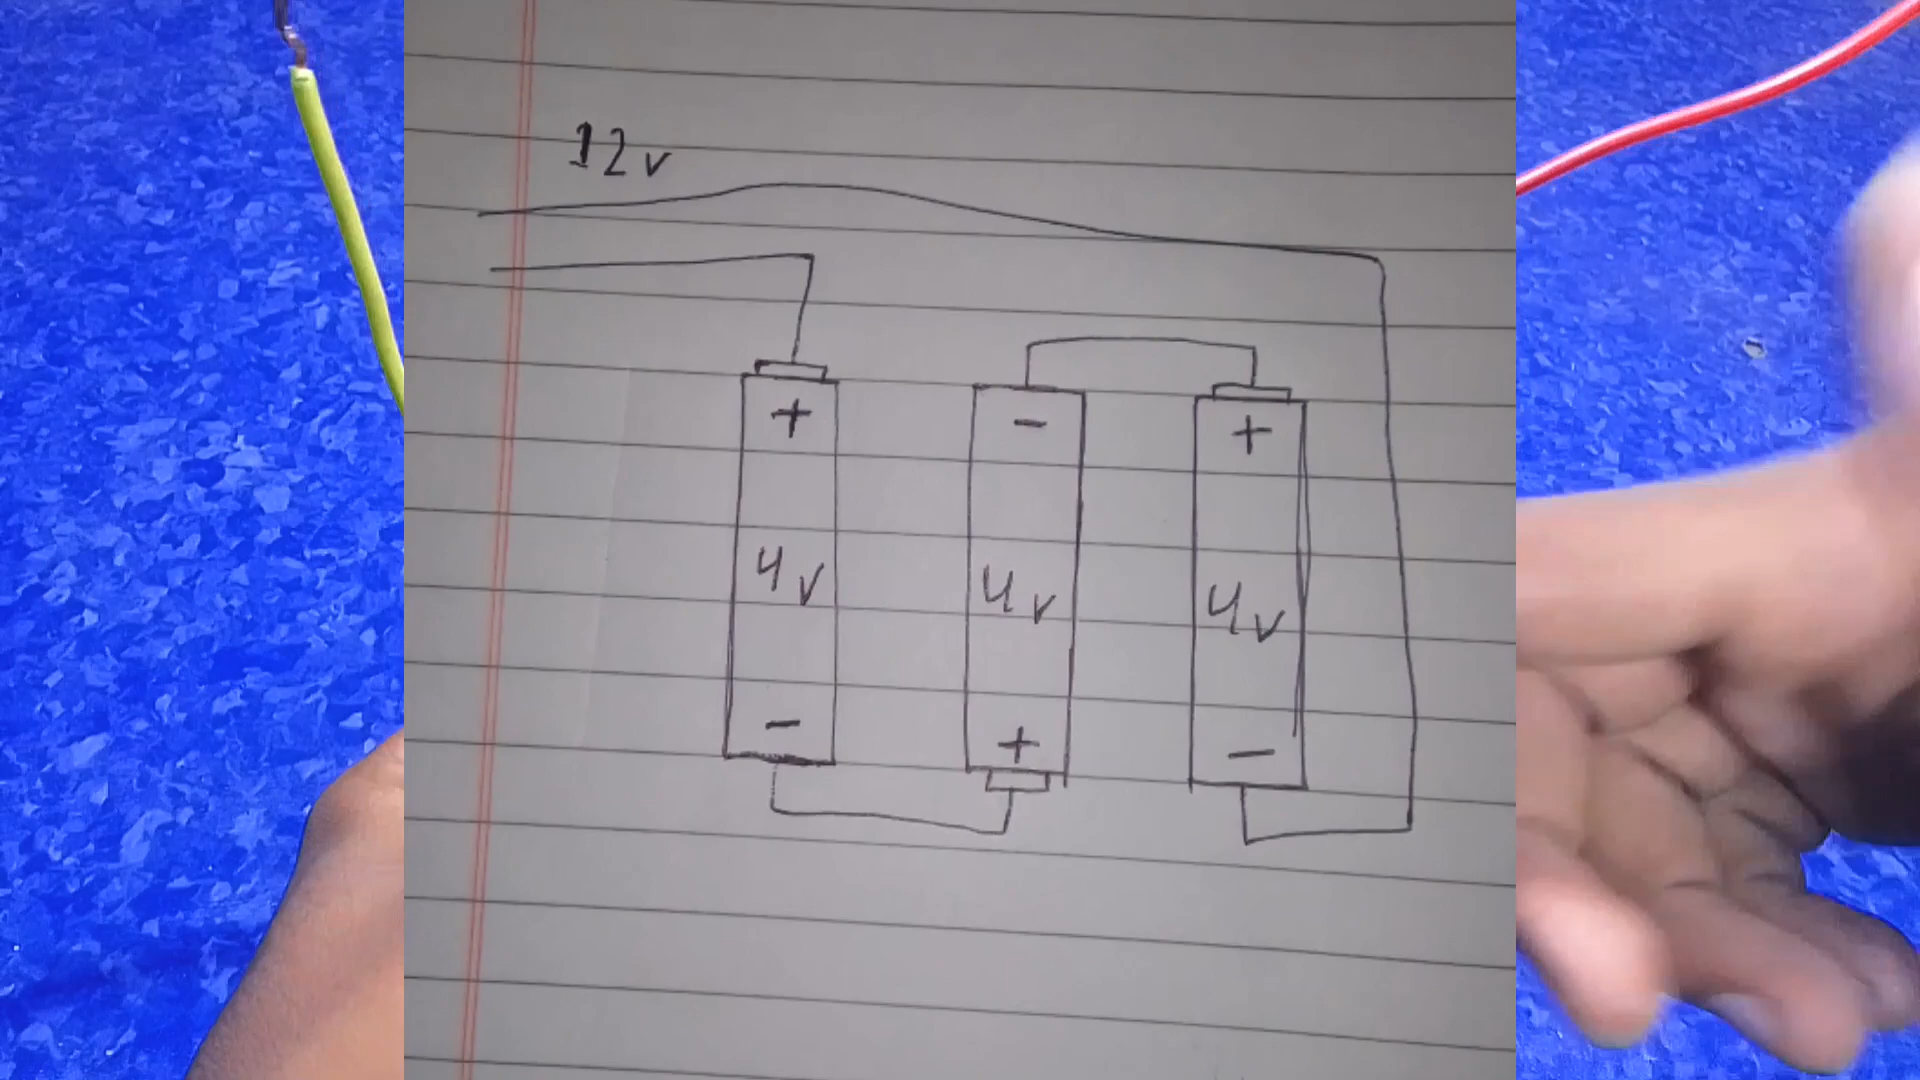 12v
+ - +
4v 4v 4v
- + -